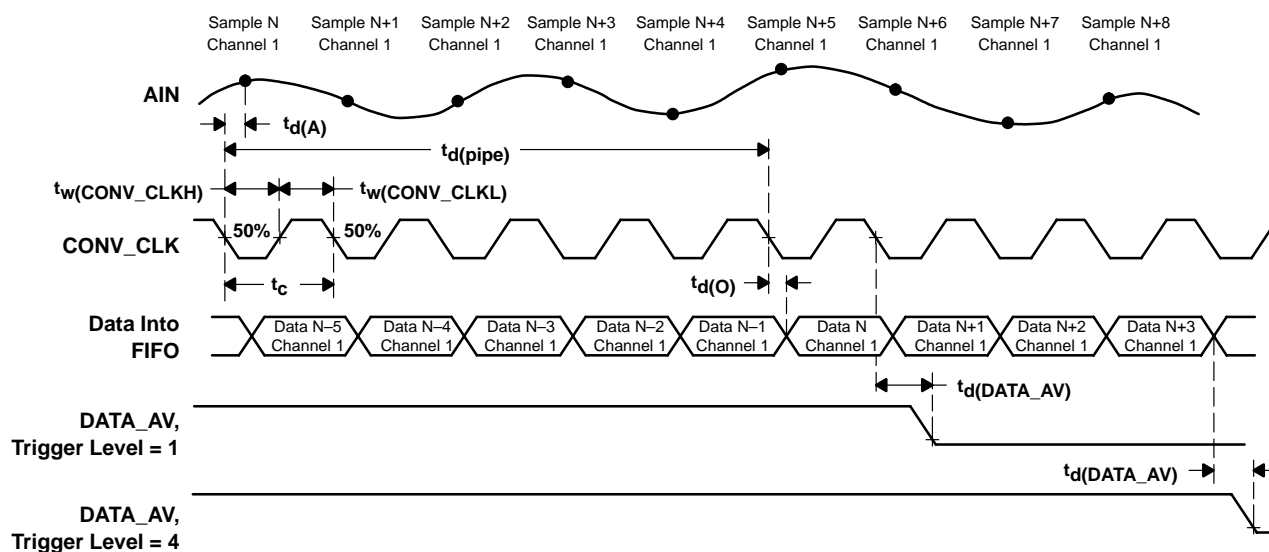 Sample N Sample N+1 Sample N+2 Sample N+3 Sample N+4 Sample N+5 Sample N+6 Sample N+7 Sample N+8
Channel 1 Channel 1 Channel 1 Channel 1 Channel 1 Channel 1 Channel 1 Channel 1 Channel 1
AIN
td(A)
td(pipe)
tw(CONV_CLKH) tw(CONV_CLKL)
50% 50%
CONV_CLK
tc
td(O)
Data Into
FIFO
Data N–5 Data N–4 Data N–3 Data N–2 Data N–1 Data N Data N+1 Data N+2 Data N+3
Channel 1 Channel 1 Channel 1 Channel 1 Channel 1 Channel 1 Channel 1 Channel 1 Channel 1
td(DATA_AV)
DATA_AV,
Trigger Level = 1
td(DATA_AV)
DATA_AV,
Trigger Level = 4